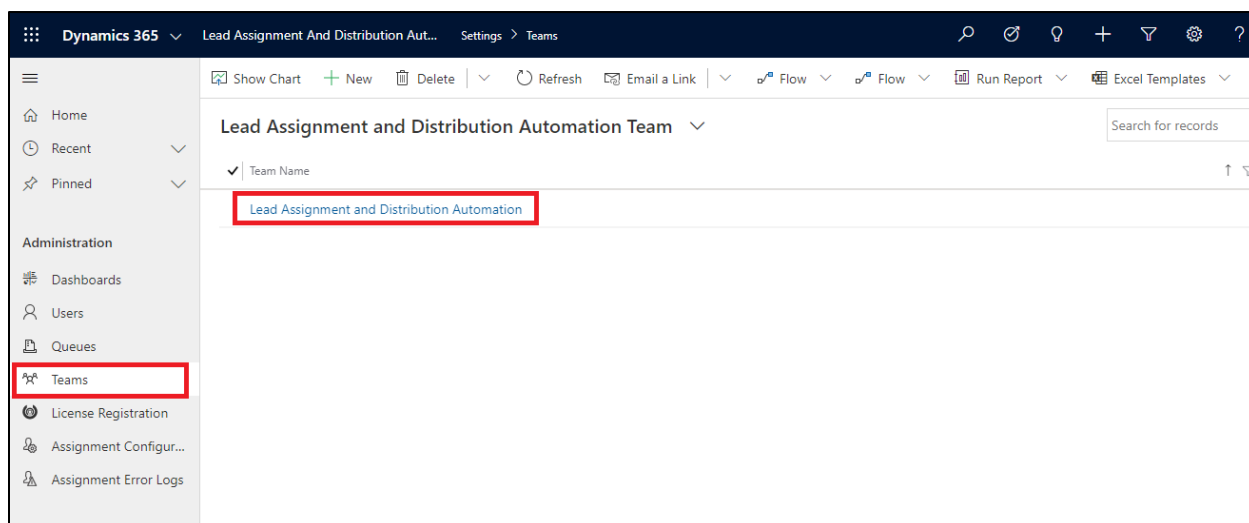 Dynamics 365 Lead Assignment And Distribution Aut... Settings > Teams ?
Show Chart New Delete Refresh Email a Link Flow Flow Run Report Excel Templates
Home
Recent
Pinned
Lead Assignment and Distribution Automation Team Search for records
Team Name
Lead Assignment and Distribution Automation
Administration
Dashboards
Users
Queues
Teams
License Registration
Assignment Configur...
Assignment Error Logs